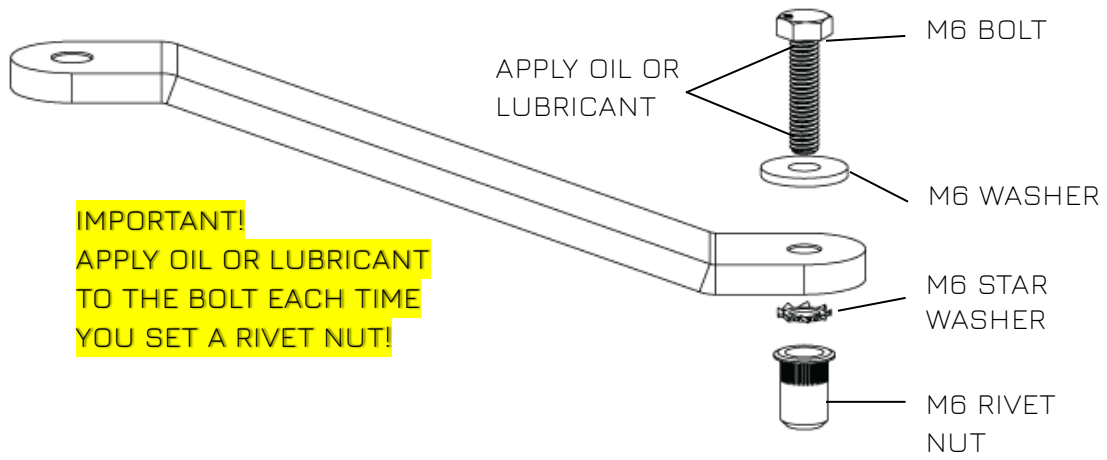 M6 BOLT
APPLY OIL OR
LUBRICANT
M6 WASHER
IMPORTANT!
APPLY OIL OR LUBRICANT
TO THE BOLT EACH TIME
YOU SET A RIVET NUT!
M6 STAR
WASHER
M6 RIVET
NUT